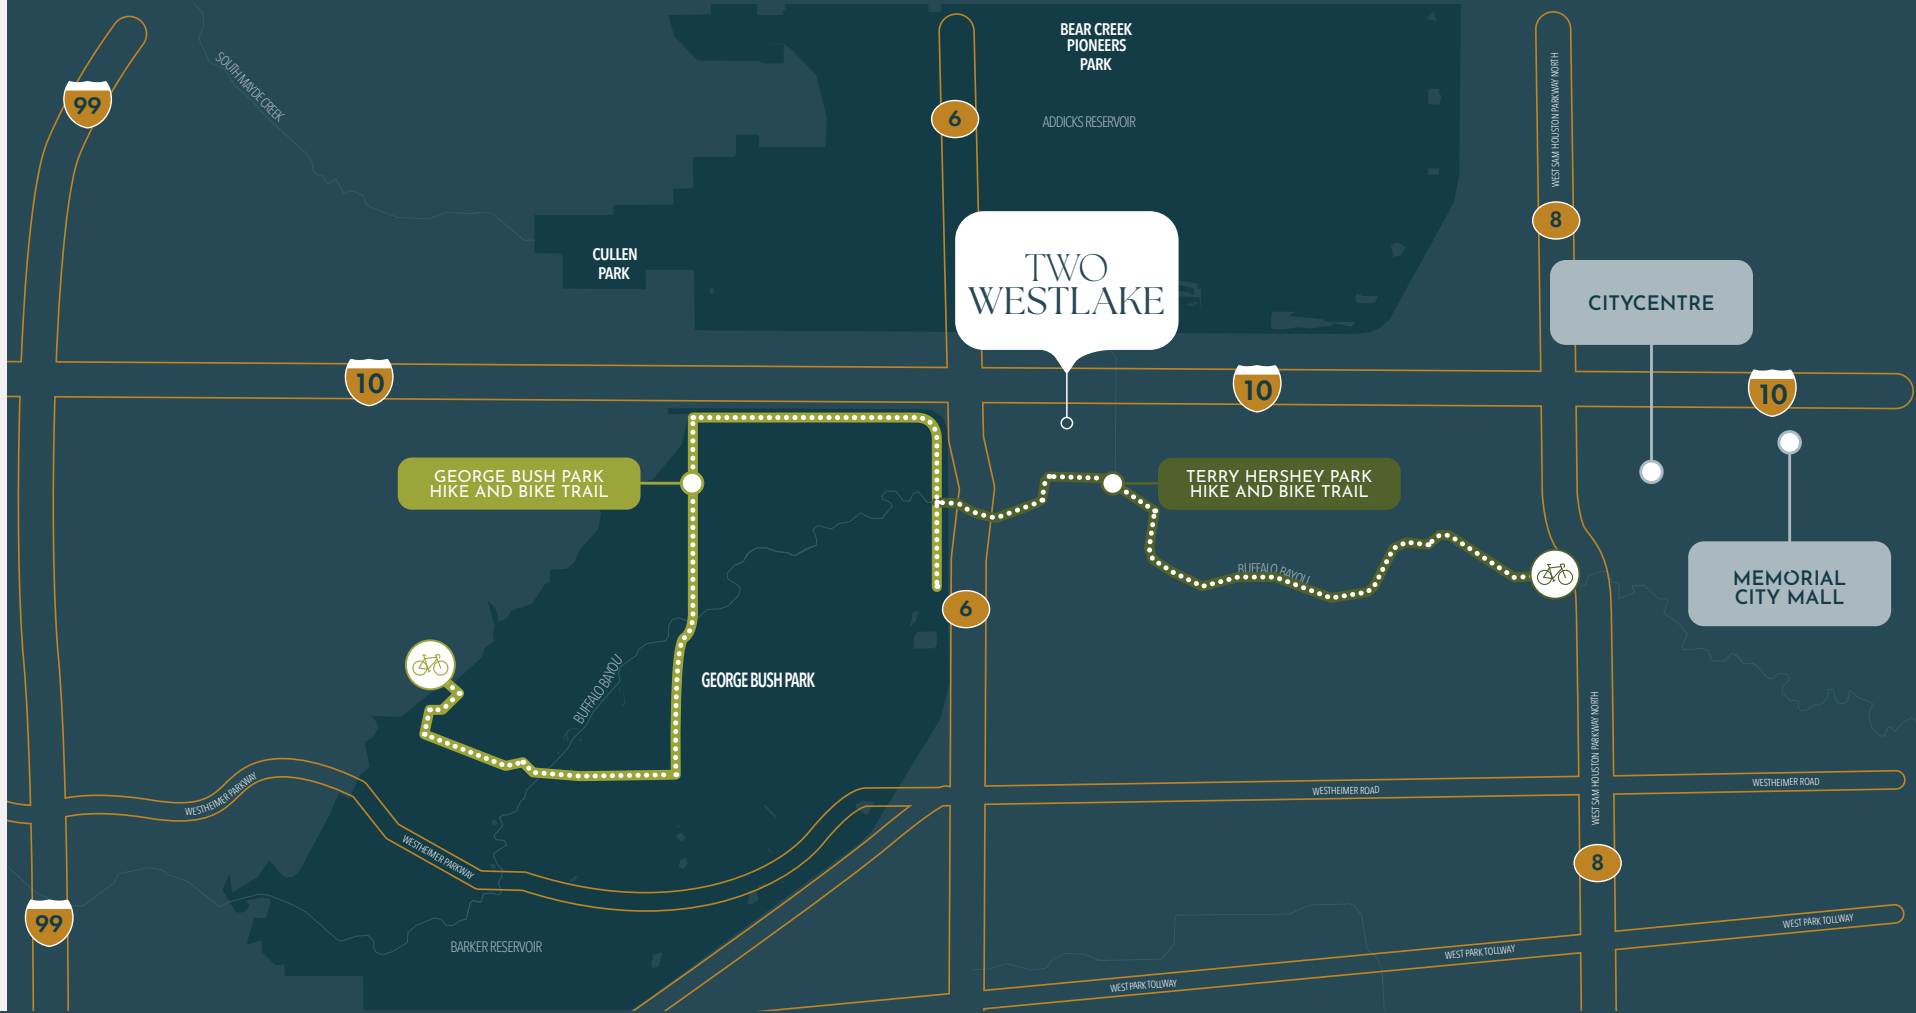 BEAR CREEK
PIONEERS
PARK
ADDICKS RESERVOIR
SOUTH MAYDE CREEK
99
6
WEST SAM HOUSTON PARKWAY NORTH
8
CULLEN
PARK
TWO
WESTLAKE
CITYCENTRE
10
10
10
GEORGE BUSH PARK
HIKE AND BIKE TRAIL
TERRY HERSHEY PARK
HIKE AND BIKE TRAIL
BUFFALO BAYOU
MEMORIAL
CITY MALL
6
BUFFALO BAYOU
GEORGE BUSH PARK
WEST SAM HOUSTON PARKWAY NORTH
WESTHEIMER PARKWAY
WESTHEIMER ROAD
WESTHEIMER ROAD
WESTHEIMER PARKWAY
8
99
BARKER RESERVOIR
WEST PARK TOLLWAY
WEST PARK TOLLWAY
WEST PARK TOLLWAY